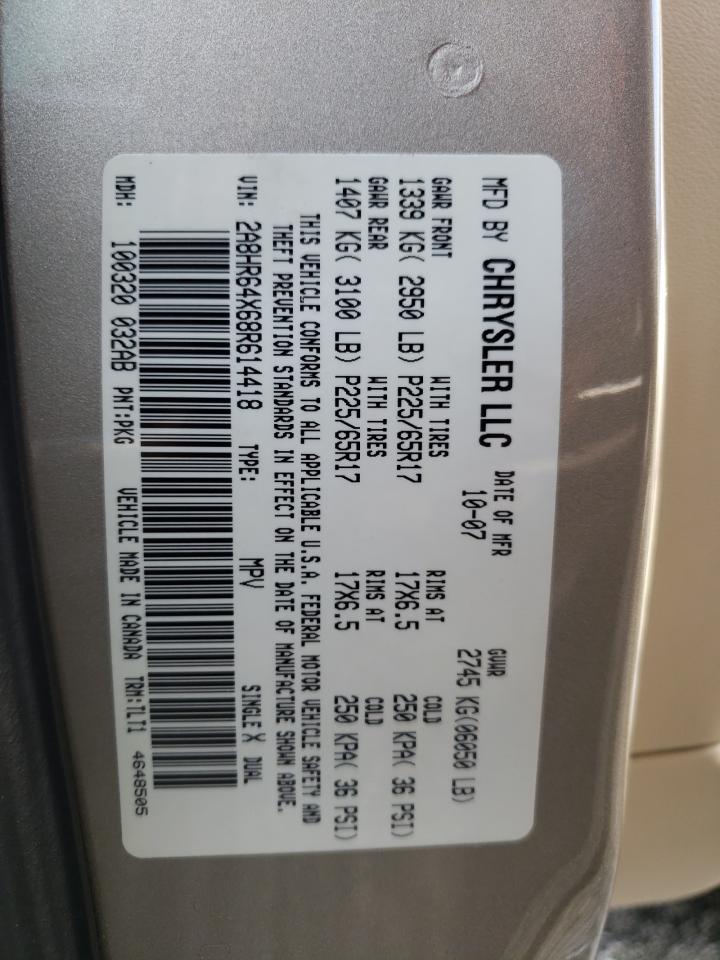 MFD BY CHRYSLER LLC DATE OF MFR GVWR
10-07 2745 KG(06050 LB)
GAWR FRONT WITH TIRES RIMS AT COLD
1339 KG( 2950 LB) P225/65R17 17X6.5 250 KPA( 36 PSI)
GAWR REAR WITH TIRES RIMS AT COLD
1407 KG( 3100 LB) P225/65R17 17X6.5 250 KPA( 36 PSI)
THIS VEHICLE CONFORMS TO ALL APPLICABLE U.S.A. FEDERAL MOTOR VEHICLE SAFETY AND
THEFT PREVENTION STANDARDS IN EFFECT ON THE DATE OF MANUFACTURE SHOWN ABOVE.
VIN: 2A8HR64X68R614418 TYPE: MPV SINGLE X DUAL
MDH: 100320 032AB PNT:PKG VEHICLE MADE IN CANADA TRM:TLT1 4648505